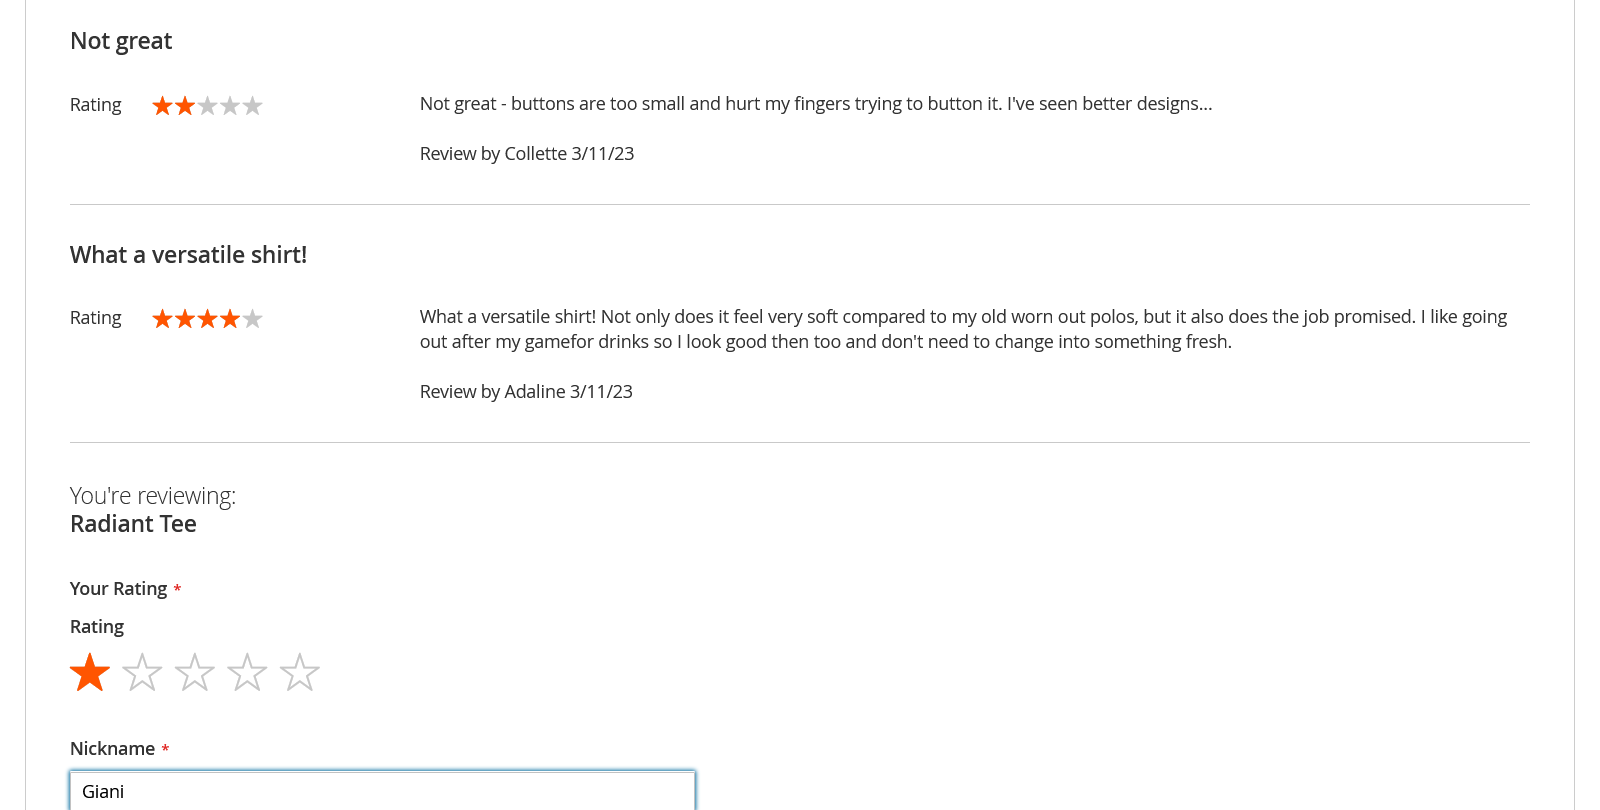 Not great
Rating
Not great - buttons are too small and hurt my fingers trying to button it. I've seen better designs...
Review by Collette 3/11/23
What a versatile shirt!
Rating
What a versatile shirt! Not only does it feel very soft compared to my old worn out polos, but it also does the job promised. I like going
out after my gamefor drinks so I look good then too and don't need to change into something fresh.
Review by Adaline 3/11/23
You're reviewing:
Radiant Tee
Your Rating *
Rating
Nickname *
Giani